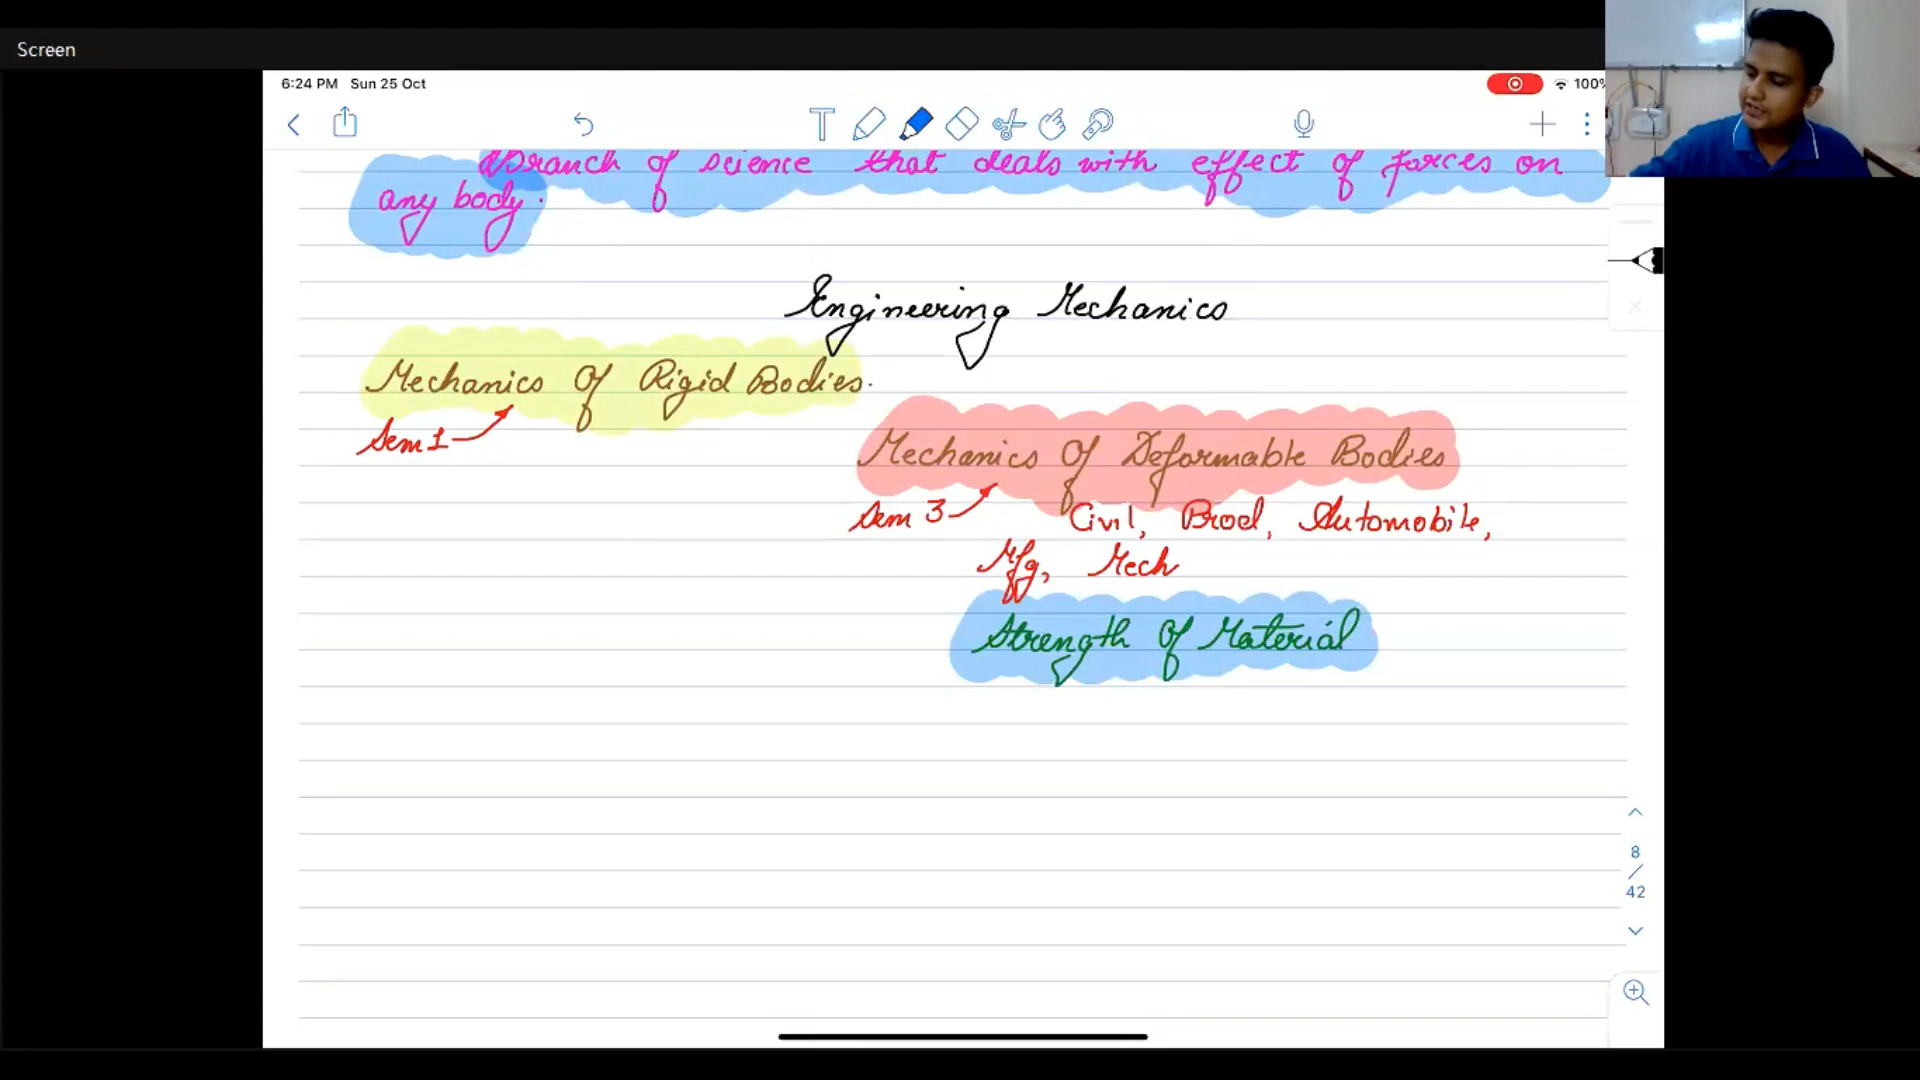 Screen
6:24 PM Sun 25 Oct
100%
Branch of science that deals with effect of forces on
any body.
Engineering Mechanics
Mechanics Of Rigid Bodies.
Sem 1
Mechanics Of Deformable Bodies
Sem 3 Civil, Prod, Automobile,
Mfg, Mech
Strength Of Material
8
/
42